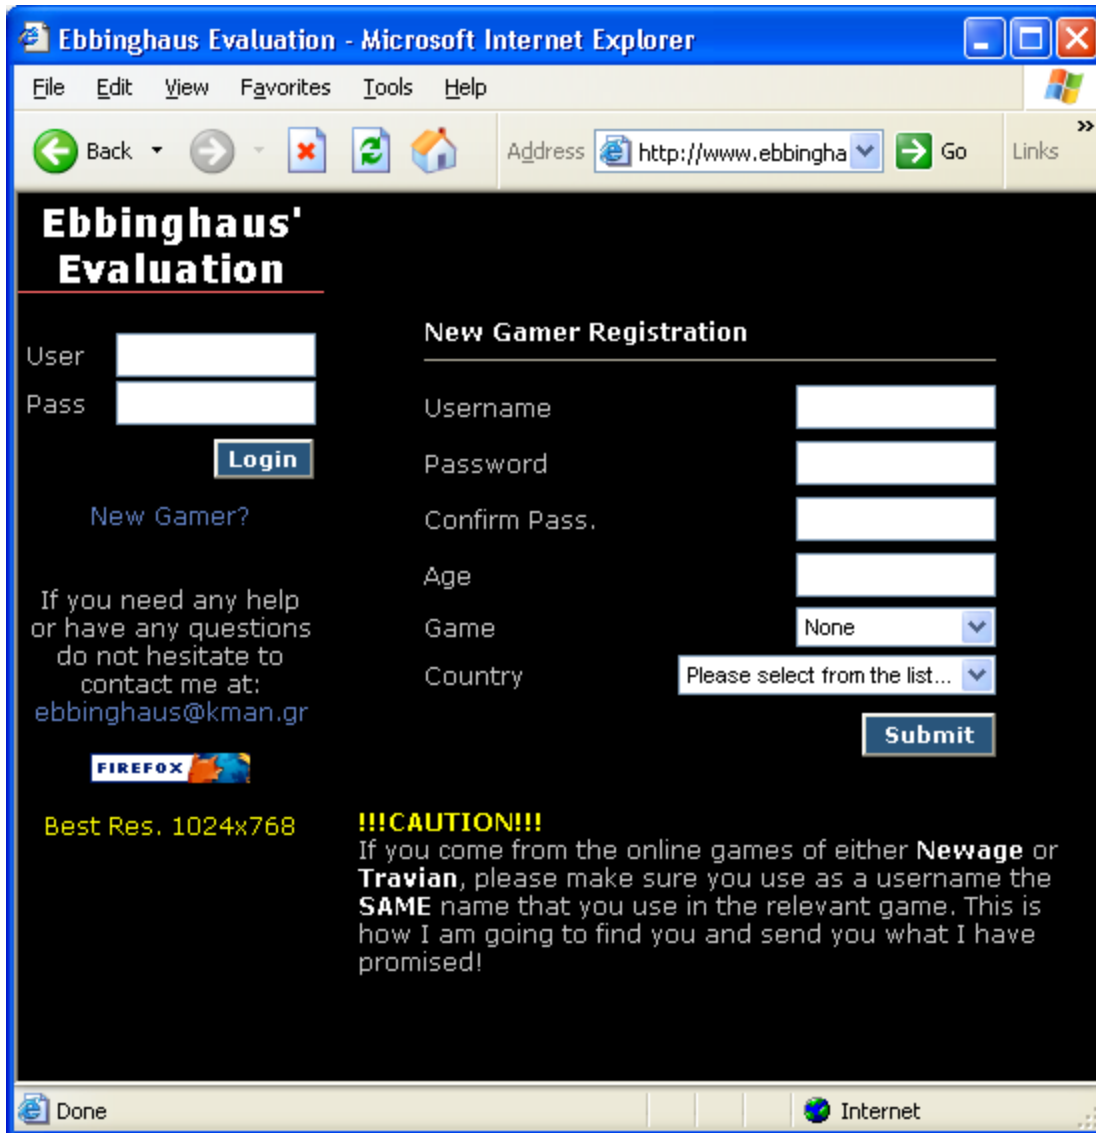 Ebbinghaus Evaluation - Microsoft Internet Explorer
File Edit View Favorites Tools Help
Back Address http://www.ebbingha Go Links »
Ebbinghaus'
Evaluation
User
Pass
Login
New Gamer?
If you need any help
or have any questions
do not hesitate to
contact me at:
ebbinghaus@kman.gr
FIREFOX
Best Res. 1024x768
New Gamer Registration
Username
Password
Confirm Pass.
Age
Game None
Country Please select from the list...
Submit
!!!CAUTION!!!
If you come from the online games of either Newage or
Travian, please make sure you use as a username the
SAME name that you use in the relevant game. This is
how I am going to find you and send you what I have
promised!
Done Internet